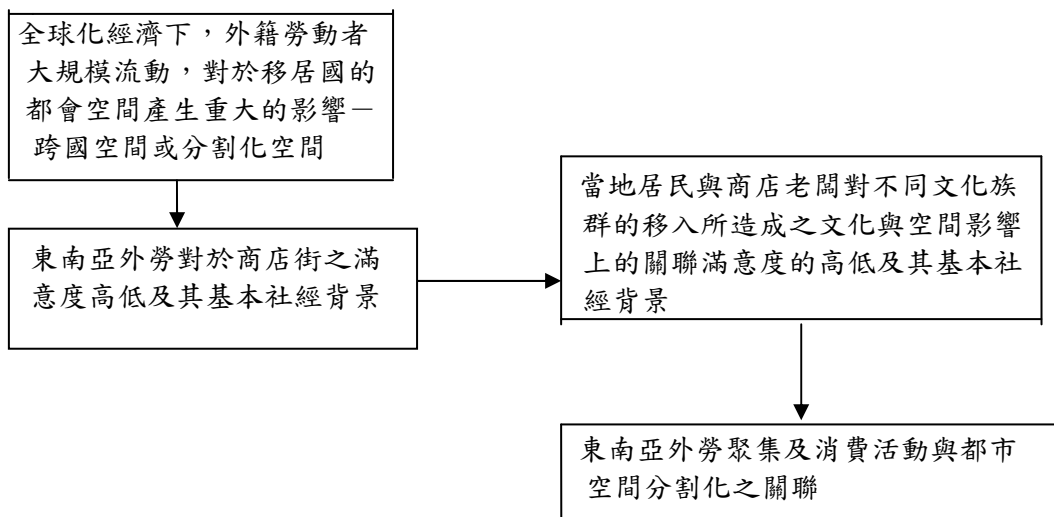 全球化經濟下，外籍勞動者
大規模流動，對於移居國的
都會空間產生重大的影響－
跨國空間或分割化空間
東南亞外勞對於商店街之滿
意度高低及其基本社經背景
當地居民與商店老闆對不同文化族
群的移入所造成之文化與空間影響
上的關聯滿意度的高低及其基本社
經背景
東南亞外勞聚集及消費活動與都市
空間分割化之關聯